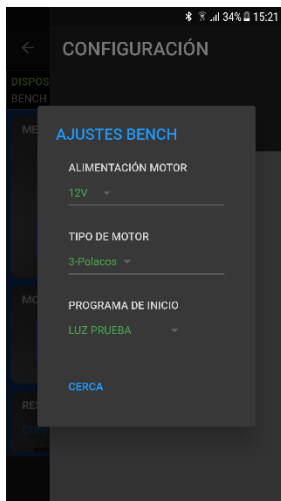 34% 15:21
CONFIGURACIÓN
DISPOS
BENCH
ME
AJUSTES BENCH
ALIMENTACIÓN MOTOR
12V
TIPO DE MOTOR
3-Polacos
MO
PROGRAMA DE INICIO
LUZ PRUEBA
CERCA
RES